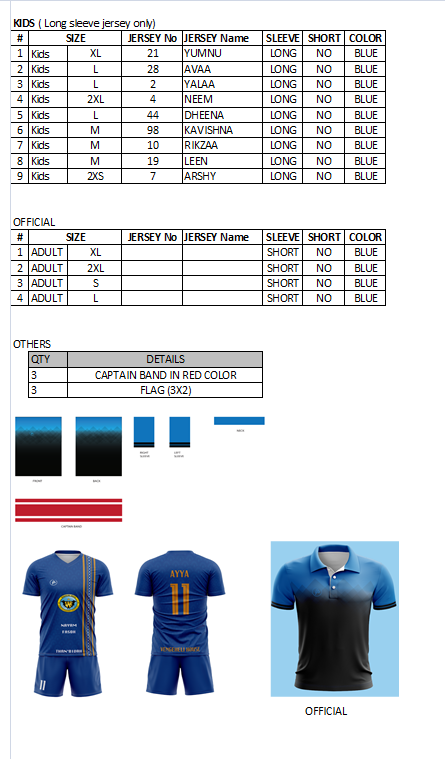 KIDS ( Long sleeve jersey only)
# SIZE JERSEY No JERSEY Name SLEEVE SHORT COLOR
1 Kids XL 21 YUMNU LONG NO BLUE
2 Kids L 28 AVAA LONG NO BLUE
3 Kids L 2 YALAA LONG NO BLUE
4 Kids 2XL 4 NEEM LONG NO BLUE
5 Kids L 44 DHEENA LONG NO BLUE
6 Kids M 98 KAVISHNA LONG NO BLUE
7 Kids M 10 RIKZAA LONG NO BLUE
8 Kids M 19 LEEN LONG NO BLUE
9 Kids 2XS 7 ARSHY LONG NO BLUE
OFFICIAL
# SIZE JERSEY No JERSEY Name SLEEVE SHORT COLOR
1 ADULT XL SHORT NO BLUE
2 ADULT 2XL SHORT NO BLUE
3 ADULT S SHORT NO BLUE
4 ADULT L SHORT NO BLUE
OTHERS
QTY DETAILS
3 CAPTAIN BAND IN RED COLOR
3 FLAG (3X2)
FRONT BACK RIGHT SLEEVE LEFT SLEEVE NECK
CAPTAIN BAND
AYYA
11
11
OFFICIAL